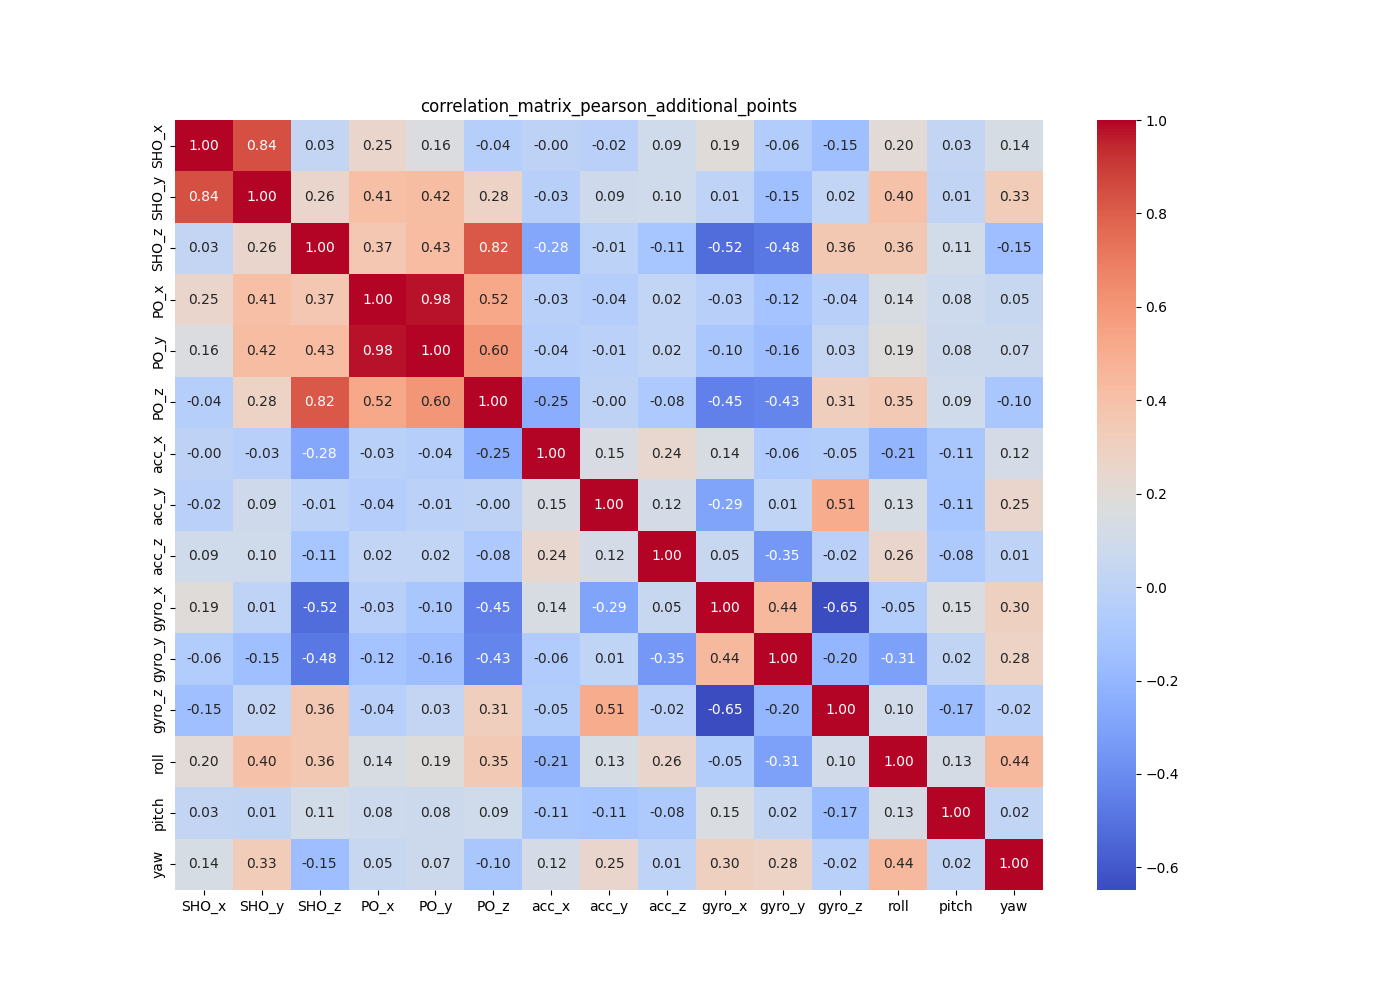 correlation_matrix_pearson_additional_points
SHO_x 1.00 0.84 0.03 0.25 0.16 -0.04 -0.00 -0.02 0.09 0.19 -0.06 -0.15 0.20 0.03 0.14
SHO_y 0.84 1.00 0.26 0.41 0.42 0.28 -0.03 0.09 0.10 0.01 -0.15 0.02 0.40 0.01 0.33
SHO_z 0.03 0.26 1.00 0.37 0.43 0.82 -0.28 -0.01 -0.11 -0.52 -0.48 0.36 0.36 0.11 -0.15
PO_x 0.25 0.41 0.37 1.00 0.98 0.52 -0.03 -0.04 0.02 -0.03 -0.12 -0.04 0.14 0.08 0.05
PO_y 0.16 0.42 0.43 0.98 1.00 0.60 -0.04 -0.01 0.02 -0.10 -0.16 0.03 0.19 0.08 0.07
PO_z -0.04 0.28 0.82 0.52 0.60 1.00 -0.25 -0.00 -0.08 -0.45 -0.43 0.31 0.35 0.09 -0.10
acc_x -0.00 -0.03 -0.28 -0.03 -0.04 -0.25 1.00 0.15 0.24 0.14 -0.06 -0.05 -0.21 -0.11 0.12
acc_y -0.02 0.09 -0.01 -0.04 -0.01 -0.00 0.15 1.00 0.12 -0.29 0.01 0.51 0.13 -0.11 0.25
acc_z 0.09 0.10 -0.11 0.02 0.02 -0.08 0.24 0.12 1.00 0.05 -0.35 -0.02 0.26 -0.08 0.01
gyro_x 0.19 0.01 -0.52 -0.03 -0.10 -0.45 0.14 -0.29 0.05 1.00 0.44 -0.65 -0.05 0.15 0.30
gyro_y -0.06 -0.15 -0.48 -0.12 -0.16 -0.43 -0.06 0.01 -0.35 0.44 1.00 -0.20 -0.31 0.02 0.28
gyro_z -0.15 0.02 0.36 -0.04 0.03 0.31 -0.05 0.51 -0.02 -0.65 -0.20 1.00 0.10 -0.17 -0.02
roll 0.20 0.40 0.36 0.14 0.19 0.35 -0.21 0.13 0.26 -0.05 -0.31 0.10 1.00 0.13 0.44
pitch 0.03 0.01 0.11 0.08 0.08 0.09 -0.11 -0.11 -0.08 0.15 0.02 -0.17 0.13 1.00 0.02
yaw 0.14 0.33 -0.15 0.05 0.07 -0.10 0.12 0.25 0.01 0.30 0.28 -0.02 0.44 0.02 1.00
SHO_x SHO_y SHO_z PO_x PO_y PO_z acc_x acc_y acc_z gyro_x gyro_y gyro_z roll pitch yaw
1.0
0.8
0.6
0.4
0.2
0.0
−0.2
−0.4
−0.6